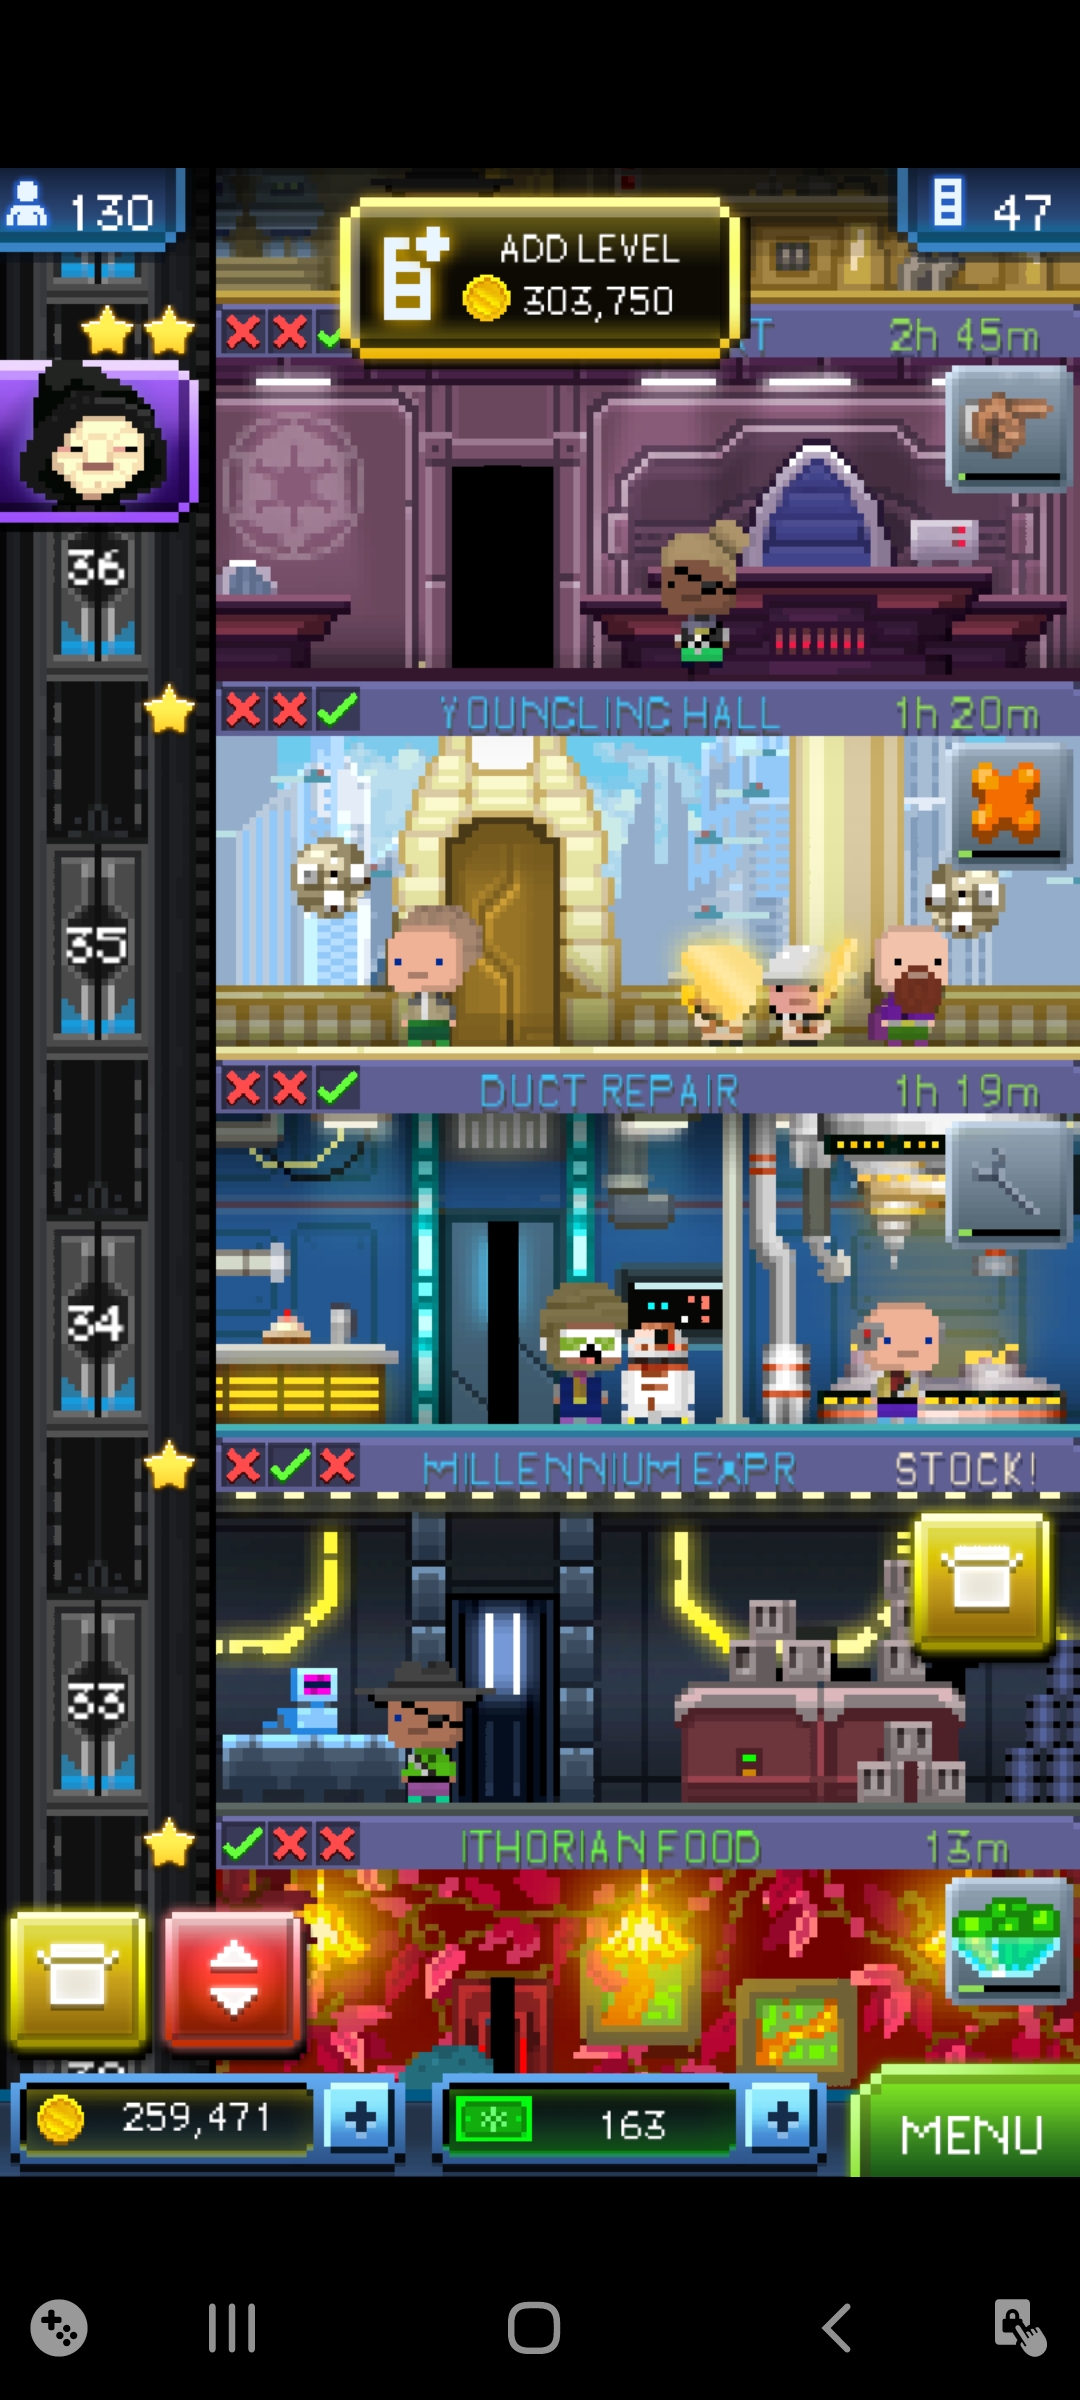 130
47
ADD LEVEL
303,750
2h 45m
36
YOUNGLING HALL
1h 20m
35
DUCT REPAIR
1h 19m
34
MILLENNIUM EXPR
STOCK!
33
ITHORIAN FOOD
13m
259,471
163
MENU